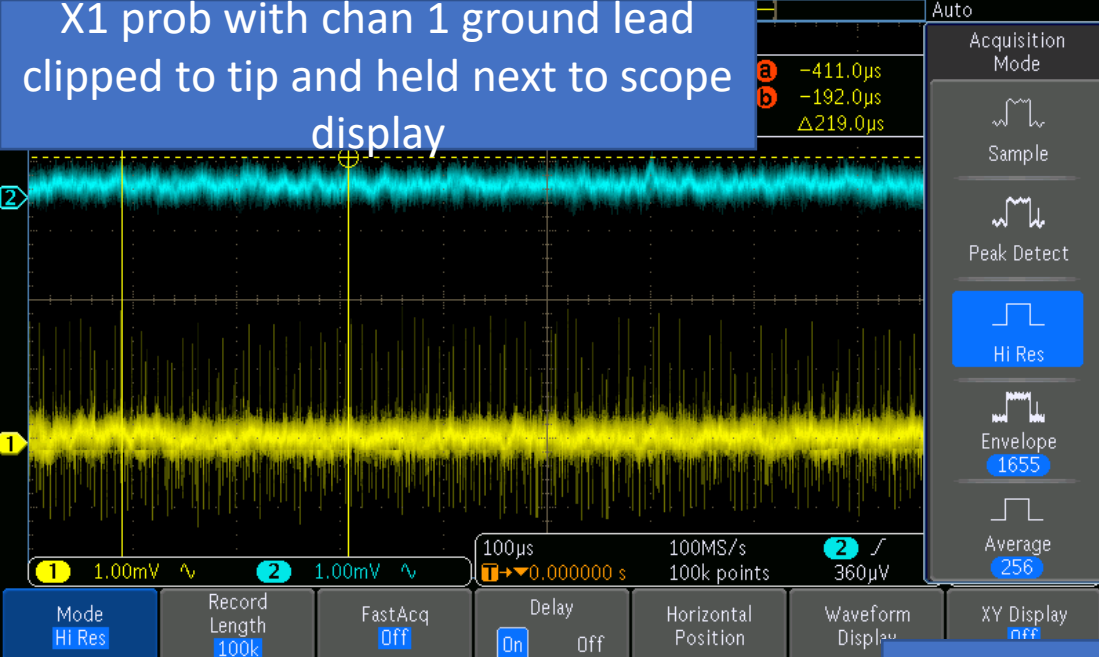 X1 prob with chan 1 ground lead
clipped to tip and held next to scope
display
Auto
Acquisition
Mode
a -411.0µs
b -192.0µs
△219.0µs
Sample
Peak Detect
Hi Res
Envelope
1655
Average
256
2
1
1 1.00mV 2 1.00mV
100µs 100MS/s 2
T 0.000000 s 100k points 360µV
Mode
Hi Res
Record
Length
100k
FastAcq
Off
Delay
On Off
Horizontal
Position
Waveform
Display
XY Display
Off